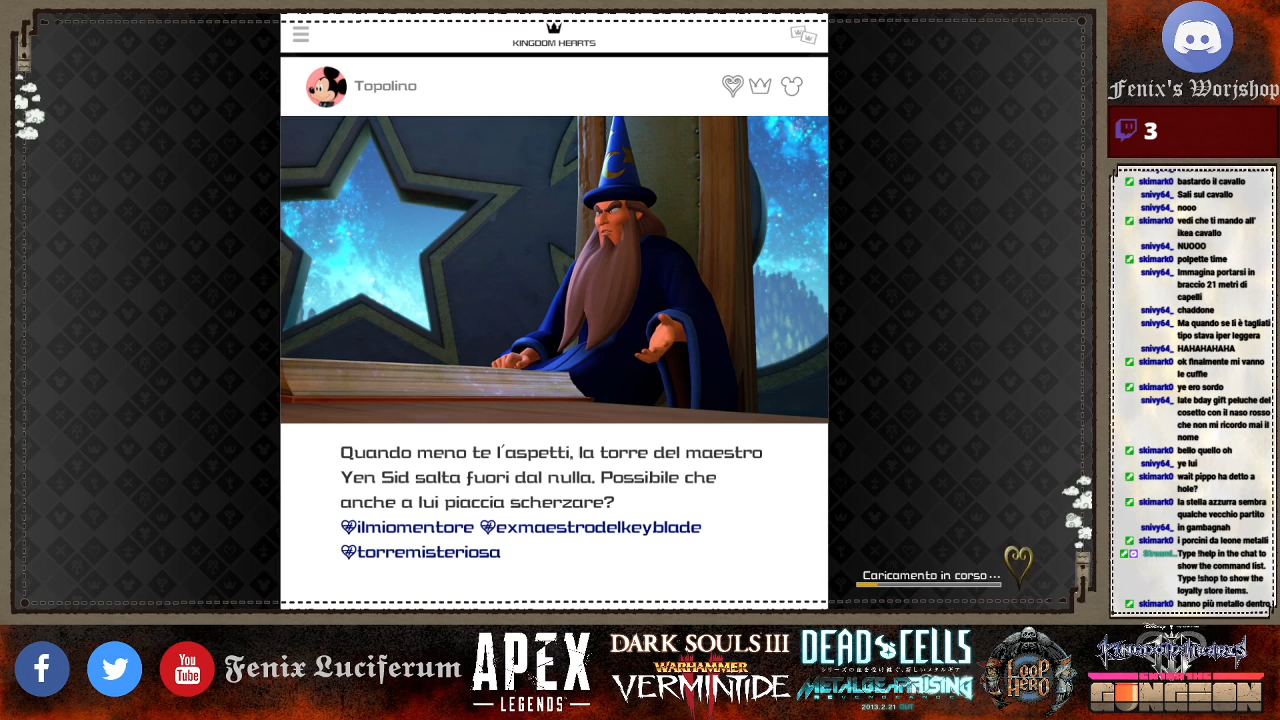 KINGDOM HEARTS
Topolino
Quando meno te l'aspetti, la torre del maestro
Yen Sid salta fuori dal nulla. Possibile che
anche a lui piaccia scherzare?
ilmiomentore exmaestrodelkeyblade
torremisteriosa
Caricamento in corso...
Fenix's Worjshop
3
skimark0 bastardo il cavallo
snivy64_ Sali sul cavallo
snivy64_ nooo
skimark0 vedi che ti mando all'
ikea cavallo
snivy64_ NUOOO
skimark0 polpette time
snivy64_ Immagina portarsi in
braccio 21 metri di
capelli
snivy64_ chaddone
snivy64_ Ma quando se li è tagliati
tipo stava iper leggera
snivy64_ HAHAHAHAHA
skimark0 ok finalmente mi vanno
le cuffie
skimark0 ye ero sordo
snivy64_ late bday gift peluche del
cosetto con il naso rosso
che non mi ricordo mai il
nome
skimark0 bello quello oh
snivy64_ ye lui
skimark0 wait pippo ha detto a
hole?
skimark0 la stella azzurra sembra
qualche vecchio partito
snivy64_ in gambagnah
skimark0 i porcini da leone metalli
Streaml... Type !help in the chat to
show the command list.
Type !shop to show the
loyalty store items.
skimark0 hanno più metallo dentro
You
Tube
Fenix Luciferum
APEX
LEGENDS
DARK SOULS III
WARHAMMER
VERMINTIDE
DEAD CELLS
METAL GEAR RISING
REVENGEANCE
2013.2.21 OUT
LOOP
HERO
GUNGEON